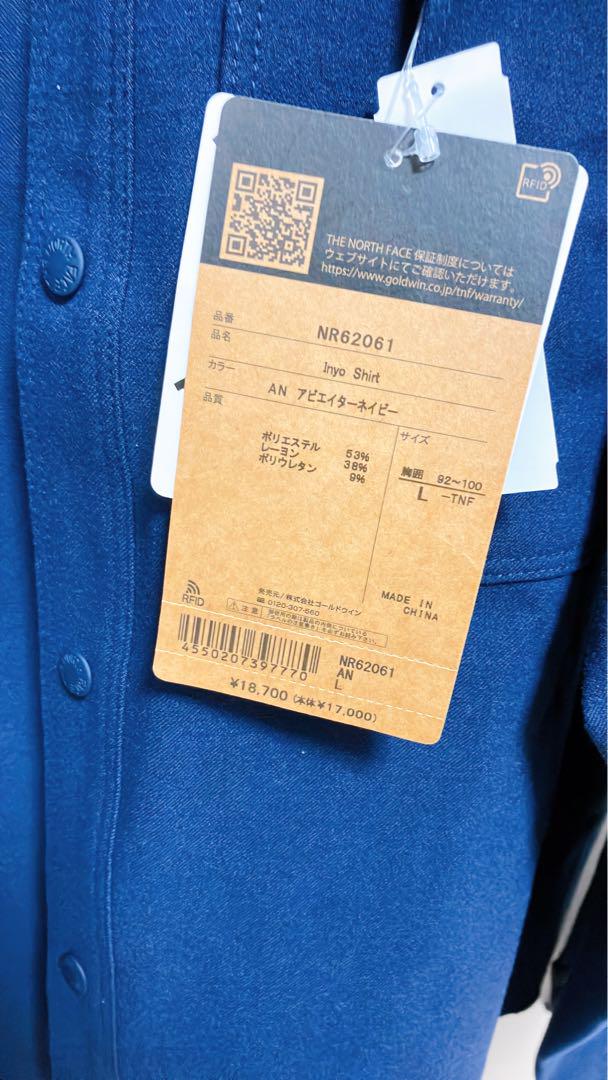 RFID
THE NORTH FACE 保証制度については
ウェブサイトにてご確認いただけます。
https://www.goldwin.co.jp/tnf/warranty/
品番 NR62061
品名 Inyo Shirt
カラー AN アビエイターネイビー
品質
ポリエステル 53%
レーヨン 38%
ポリウレタン 9%
サイズ
胸囲 92~100
L -TNF
MADE IN
CHINA
RFID
発売元/株式会社ゴールドウイン
0120-307-560
注意
4550207397770
NR62061
AN
L
¥18,700 (本体¥17,000)